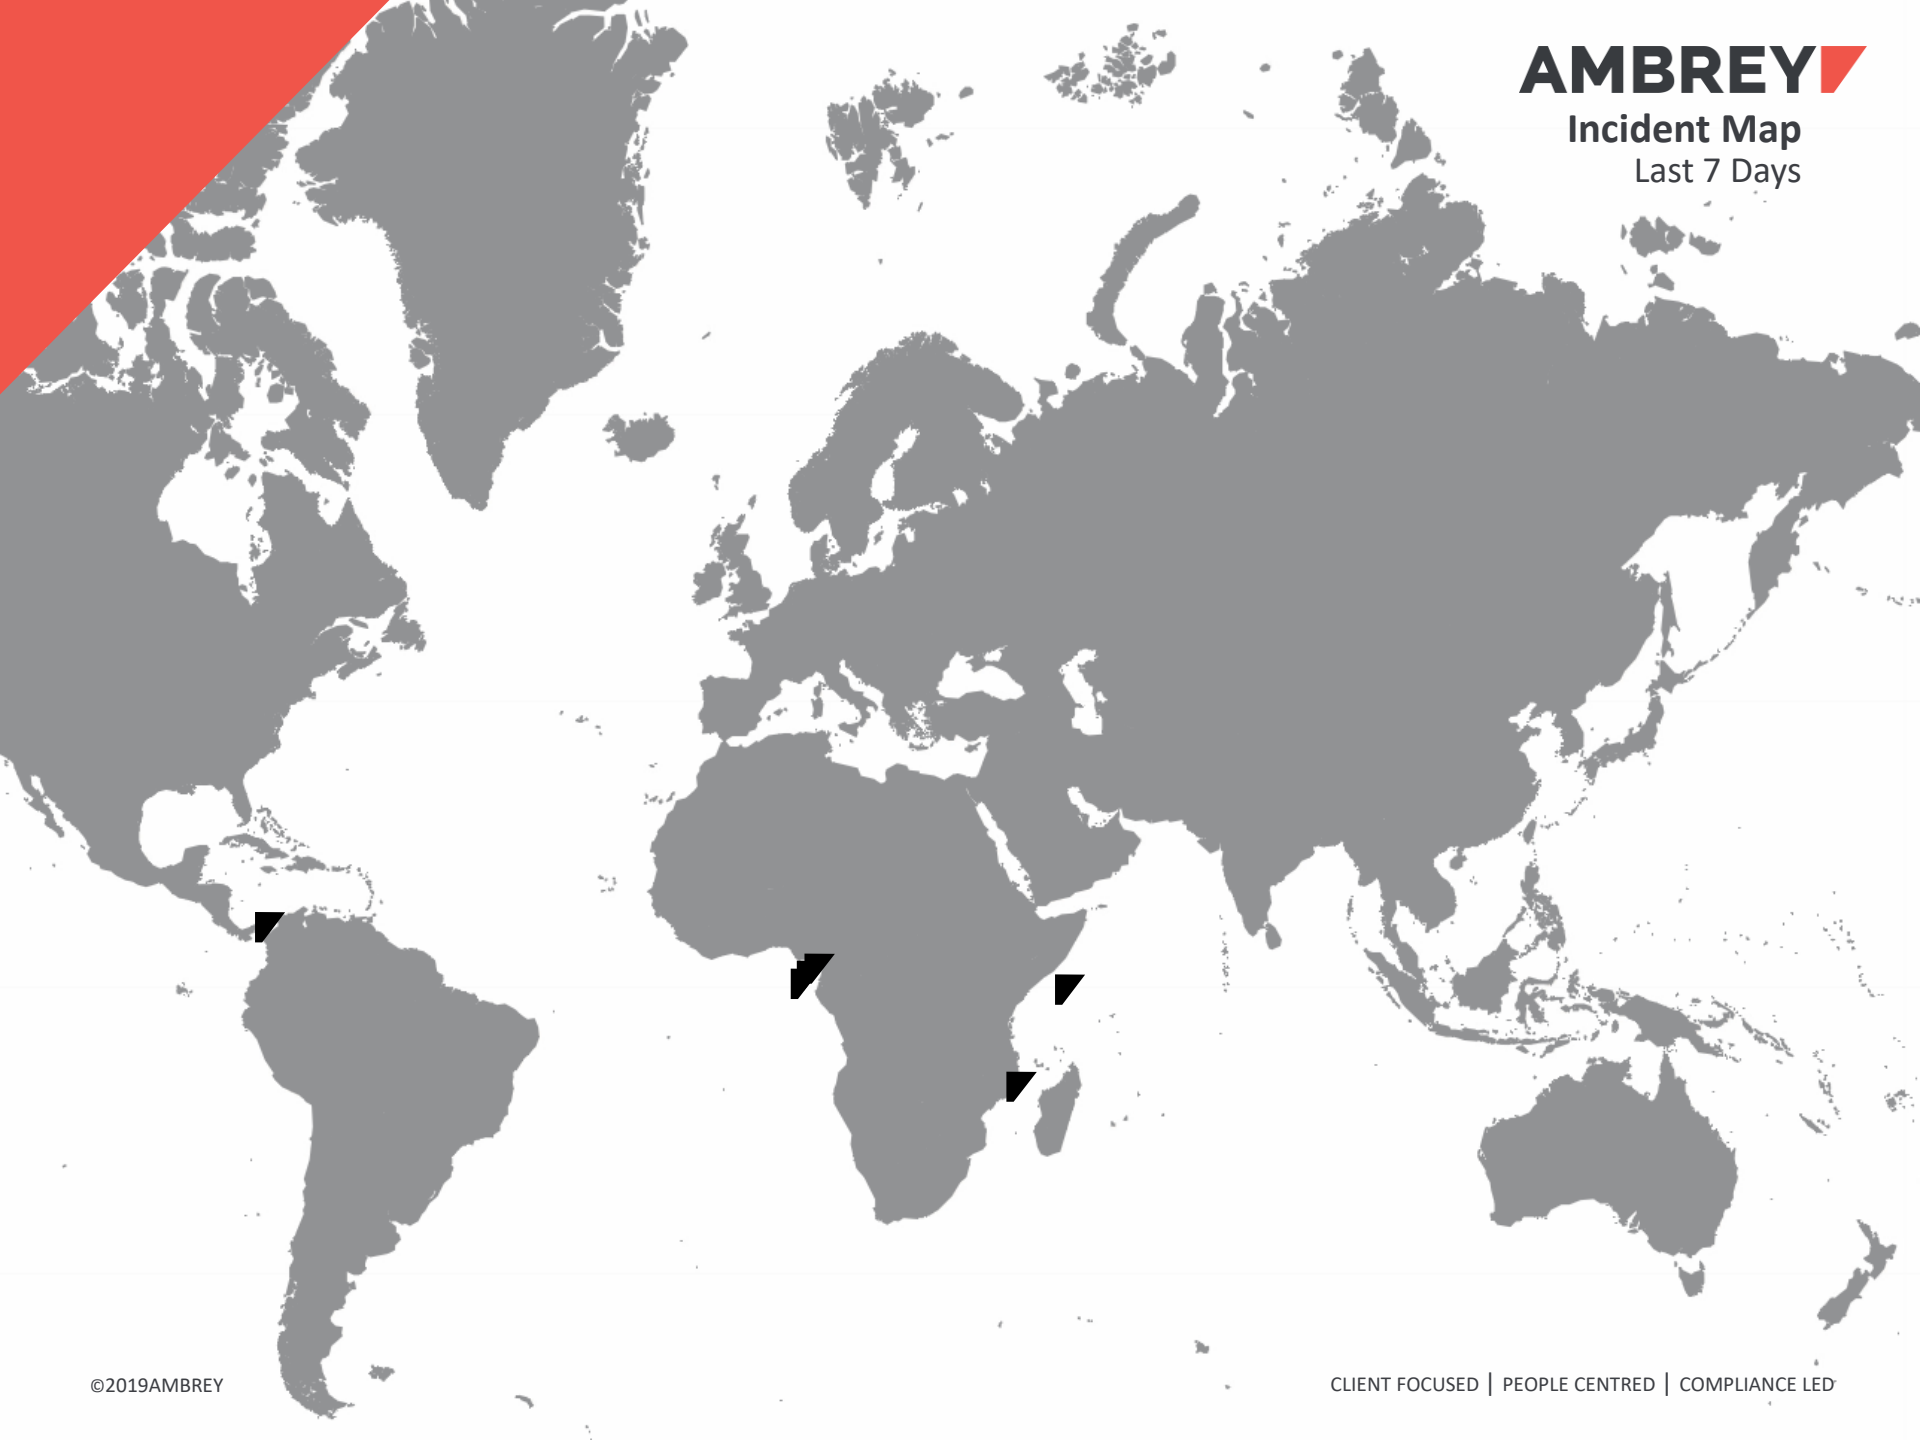 AMBREY
Incident Map
Last 7 Days
©2019AMBREY
CLIENT FOCUSED | PEOPLE CENTRED | COMPLIANCE LED